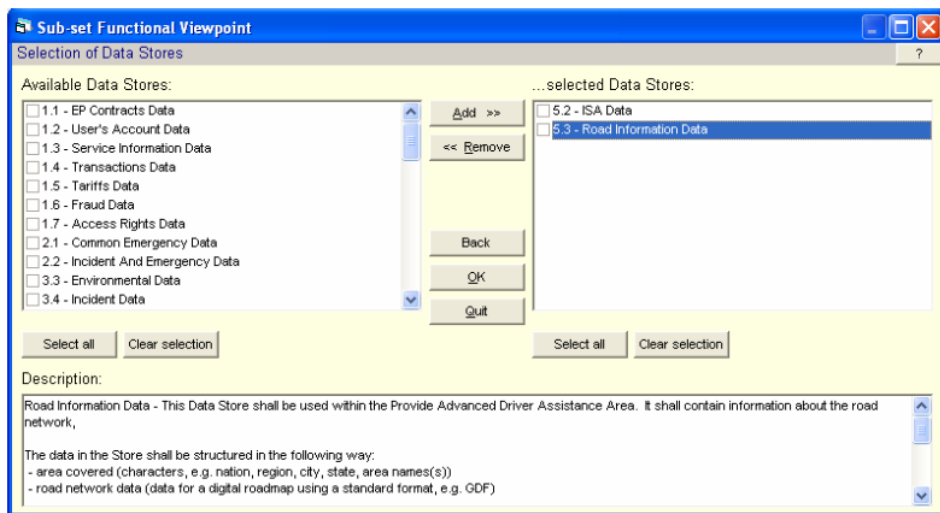 Sub-set Functional Viewpoint
Selection of Data Stores
?
Available Data Stores:
...selected Data Stores:
1.1 - EP Contracts Data
1.2 - User's Account Data
1.3 - Service Information Data
1.4 - Transactions Data
1.5 - Tariffs Data
1.6 - Fraud Data
1.7 - Access Rights Data
2.1 - Common Emergency Data
2.2 - Incident And Emergency Data
3.3 - Environmental Data
3.4 - Incident Data
Add >>
<< Remove
Back
OK
Quit
5.2 - ISA Data
5.3 - Road Information Data
Select all
Clear selection
Select all
Clear selection
Description:
Road Information Data - This Data Store shall be used within the Provide Advanced Driver Assistance Area. It shall contain information about the road
network,
The data in the Store shall be structured in the following way:
- area covered (characters, e.g. nation, region, city, state, area names(s))
- road network data (data for a digital roadmap using a standard format, e.g. GDF)